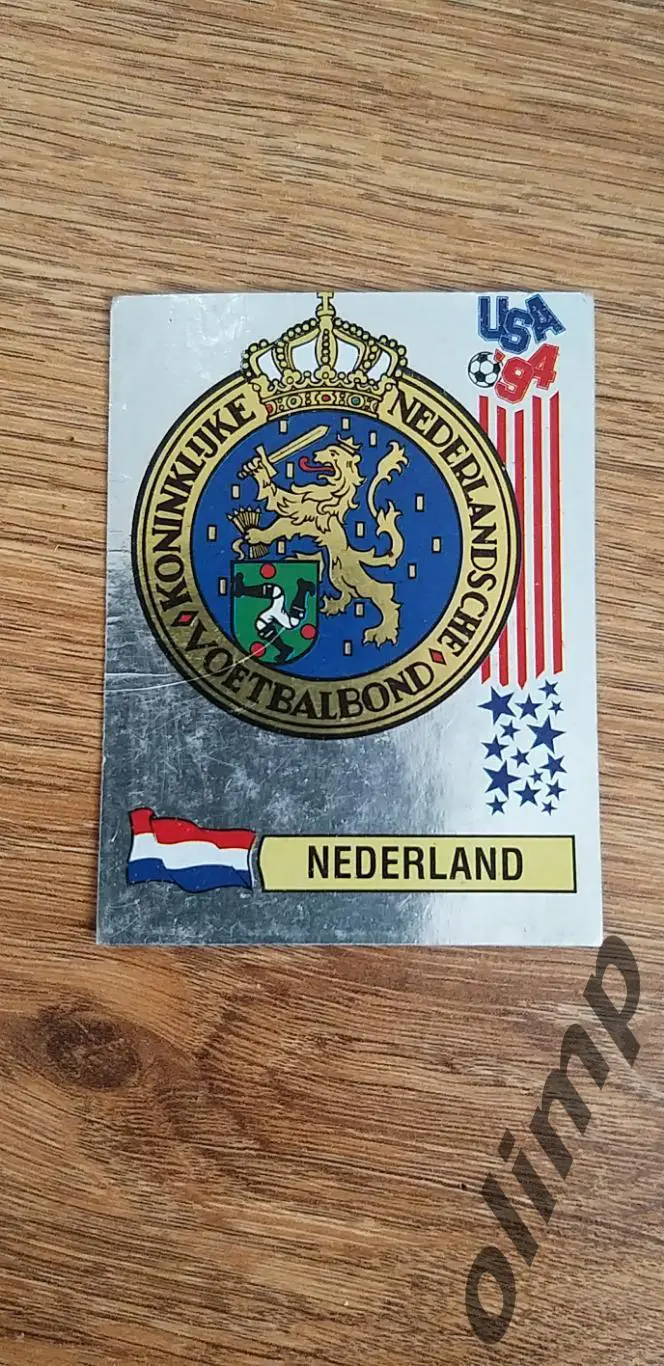 USA
'94
KONINKLIJKE NEDERLANDSCHE
VOETBALBOND
NEDERLAND
olimp